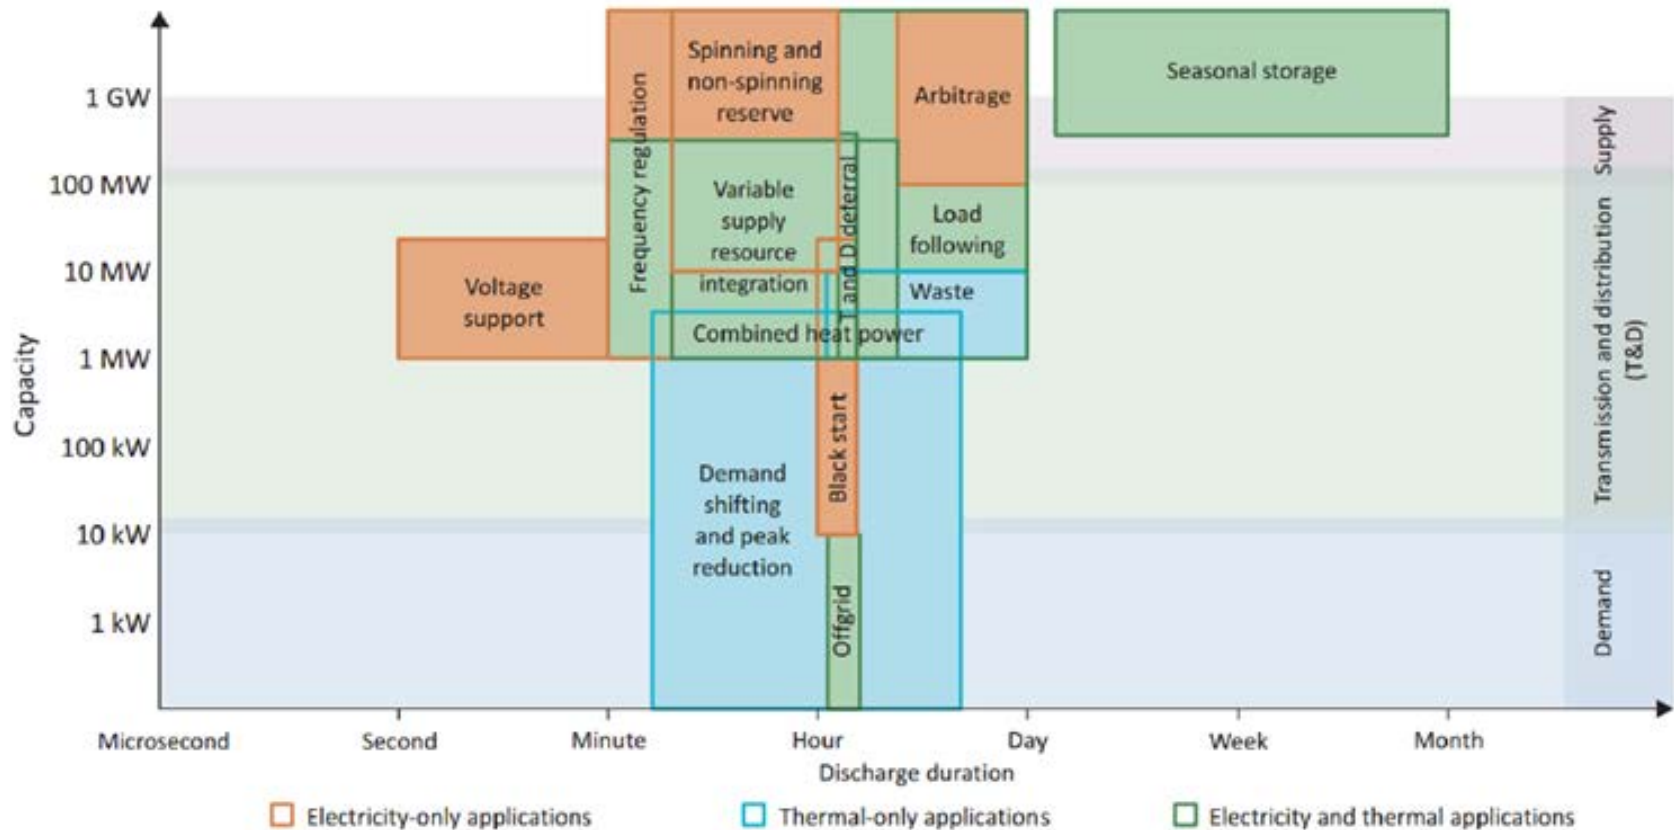 Spinning and
non-spinning
reserve
Frequency regulation
Arbitrage
Seasonal storage
1 GW
100 MW
10 MW
1 MW
100 kW
10 kW
1 kW
Capacity
Variable
supply
resource
integration
T and D deferral
Load
following
Voltage
support
Waste
Combined heat power
Demand
shifting
and peak
reduction
Black start
Offgrid
Supply
Transmission and distribution
(T&D)
Demand
Microsecond
Second
Minute
Hour
Day
Week
Month
Discharge duration
Electricity-only applications
Thermal-only applications
Electricity and thermal applications